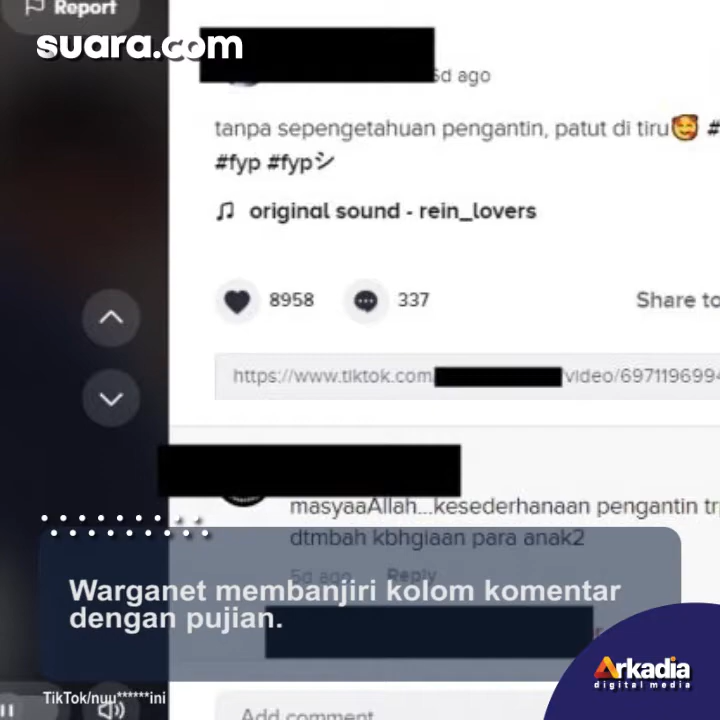 Report
suara.com
5d ago
tanpa sepengetahuan pengantin, patut di tiru🥰 #
#fyp #fypシ
original sound - rein_lovers
8958 337 Share to
https://www.tiktok.com/ /video/6971196994
masyaaAllah...kesederhanaan pengantin
dtmbah kbhgiaan para anak2
5d ago Reply
Warganet membanjiri kolom komentar
dengan pujian.
Arkadia
digital media
TikTok/nuu******ini
Add comment